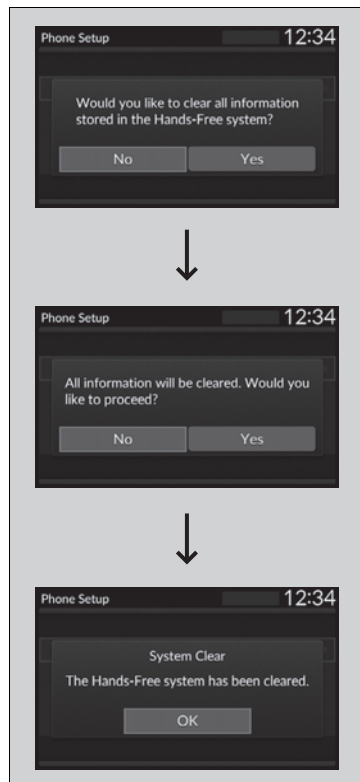 Phone Setup 12:34
Would you like to clear all information
stored in the Hands-Free system?
No Yes
Phone Setup 12:34
All information will be cleared. Would you
like to proceed?
No Yes
Phone Setup 12:34
System Clear
The Hands-Free system has been cleared.
OK